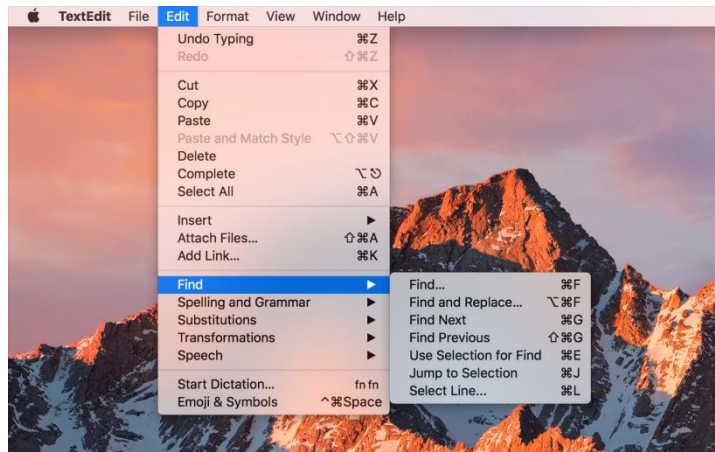 TextEdit File Edit Format View Window Help
Undo Typing ⌘Z
Redo ⇧⌘Z
Cut ⌘X
Copy ⌘C
Paste ⌘V
Paste and Match Style ⌥⇧⌘V
Delete
Complete ⌥⎋
Select All ⌘A
Insert ▶
Attach Files... ⇧⌘A
Add Link... ⌘K
Find ▶
Spelling and Grammar ▶
Substitutions ▶
Transformations ▶
Speech ▶
Start Dictation... fn fn
Emoji & Symbols ^⌘Space
Find... ⌘F
Find and Replace... ⌥⌘F
Find Next ⌘G
Find Previous ⇧⌘G
Use Selection for Find ⌘E
Jump to Selection ⌘J
Select Line... ⌘L